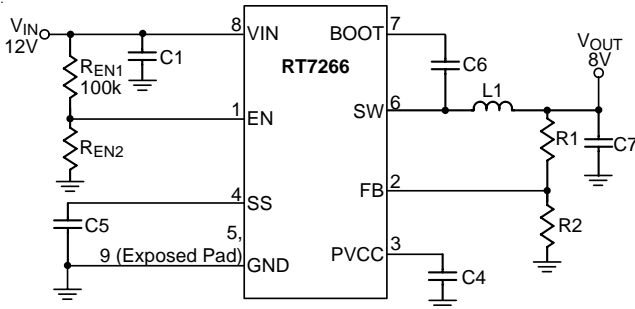 VIN
12V
REN1
100k
REN2
C1
8
VIN
BOOT
7
RT7266
C6
VOUT
8V
1
EN
SW
6
L1
R1
C7
4
SS
FB
2
C5
R2
5,
9 (Exposed Pad)
GND
PVCC
3
C4